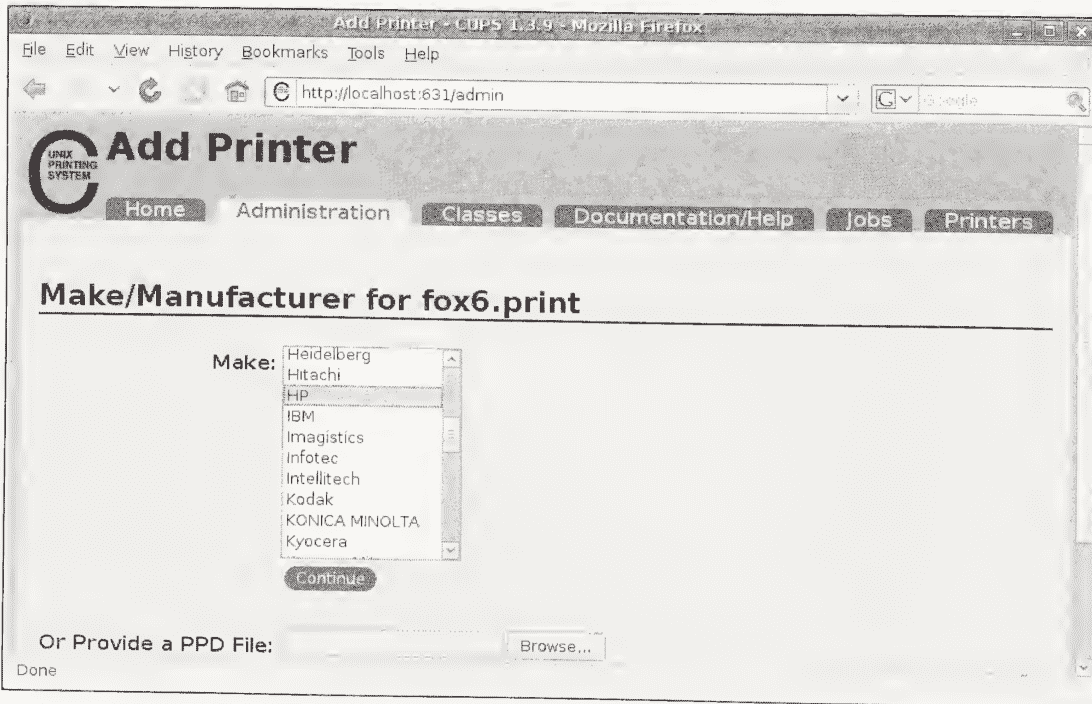 Add Printer - CUPS 1.3.9 - Mozilla Firefox
File Edit View History Bookmarks Tools Help
http://localhost:631/admin
G Google
UNIX PRINTING SYSTEM
Add Printer
Home Administration Classes Documentation/Help Jobs Printers
Make/Manufacturer for fox6.print
Make:
Heidelberg
Hitachi
HP
IBM
Imagistics
Infotec
Intellitech
Kodak
KONICA MINOLTA
Kyocera
Continue
Or Provide a PPD File: Browse...
Done